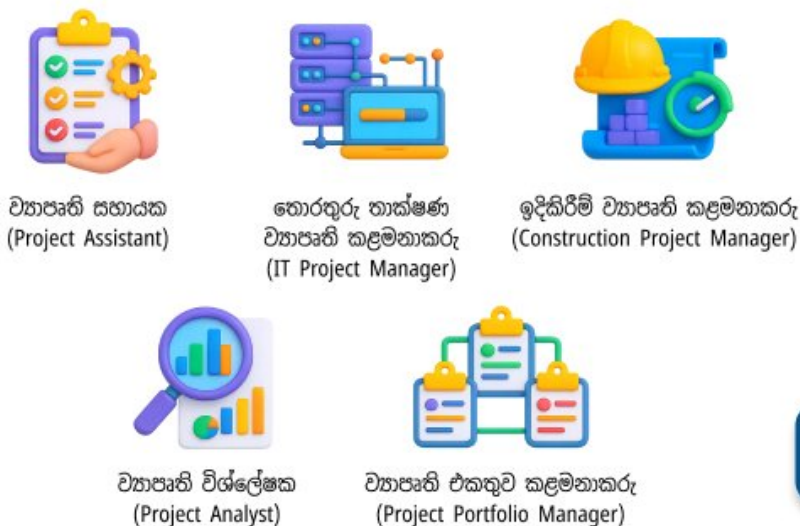 ව්‍යාපෘති සහායක
(Project Assistant)
තොරතුරු තාක්ෂණ
ව්‍යාපෘති කළමනාකරු
(IT Project Manager)
ඉදිකිරීම් ව්‍යාපෘති කළමනාකරු
(Construction Project Manager)
ව්‍යාපෘති විශ්ලේෂක
(Project Analyst)
ව්‍යාපෘති එකතුව කළමනාකරු
(Project Portfolio Manager)